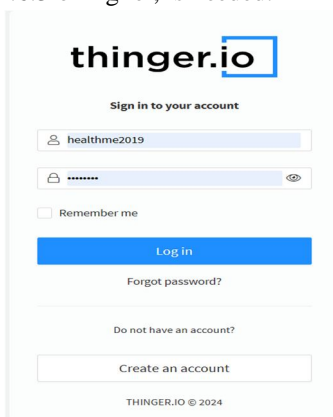 thinger.io
Sign in to your account
healthme2019
••••••••
Remember me
Log in
Forgot password?
Do not have an account?
Create an account
THINGER.IO © 2024